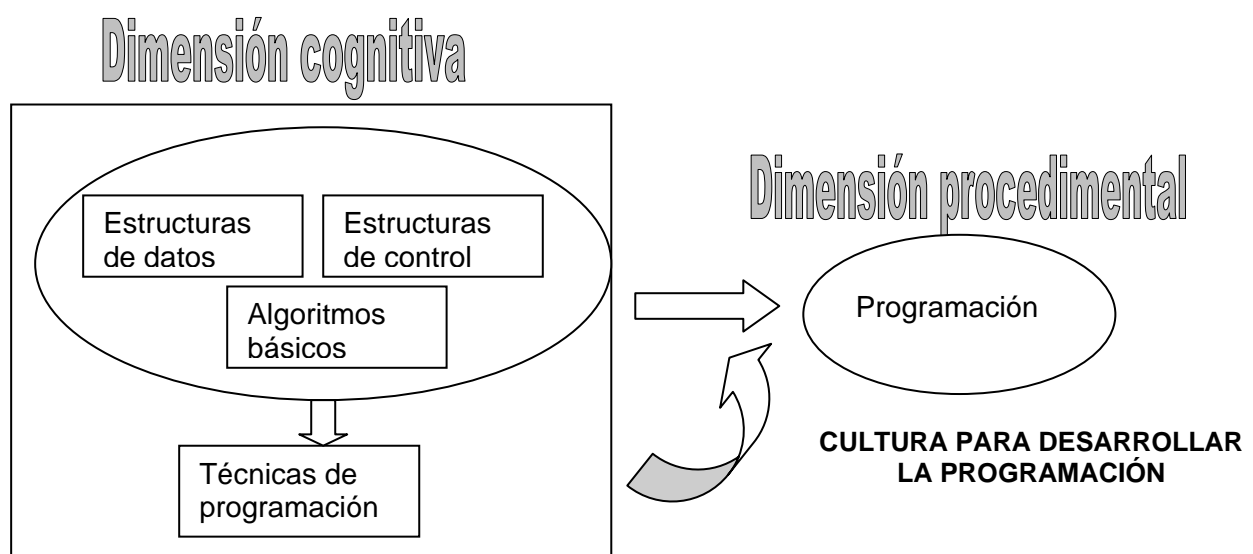 Dimensión cognitiva
Estructuras
de datos
Estructuras
de control
Algoritmos
básicos
Técnicas de
programación
Dimensión procedimental
Programación
CULTURA PARA DESARROLLAR
LA PROGRAMACIÓN